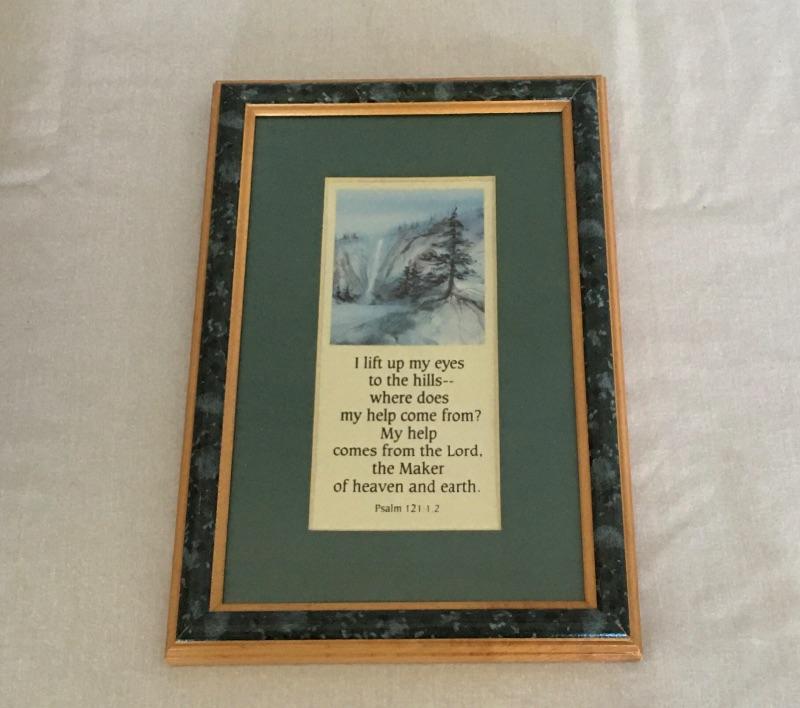 I lift up my eyes
to the hills--
where does
my help come from?
My help
comes from the Lord,
the Maker
of heaven and earth.
Psalm 121 1,2